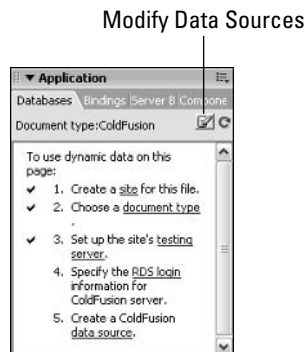 Modify Data Sources
▼ Application
Databases Bindings Server B Compone
Document type:ColdFusion
To use dynamic data on this
page:
✔ 1. Create a site for this file.
✔ 2. Choose a document type
.
✔ 3. Set up the site's testing
server.
4. Specify the RDS login
information for
ColdFusion server.
5. Create a ColdFusion
data source.